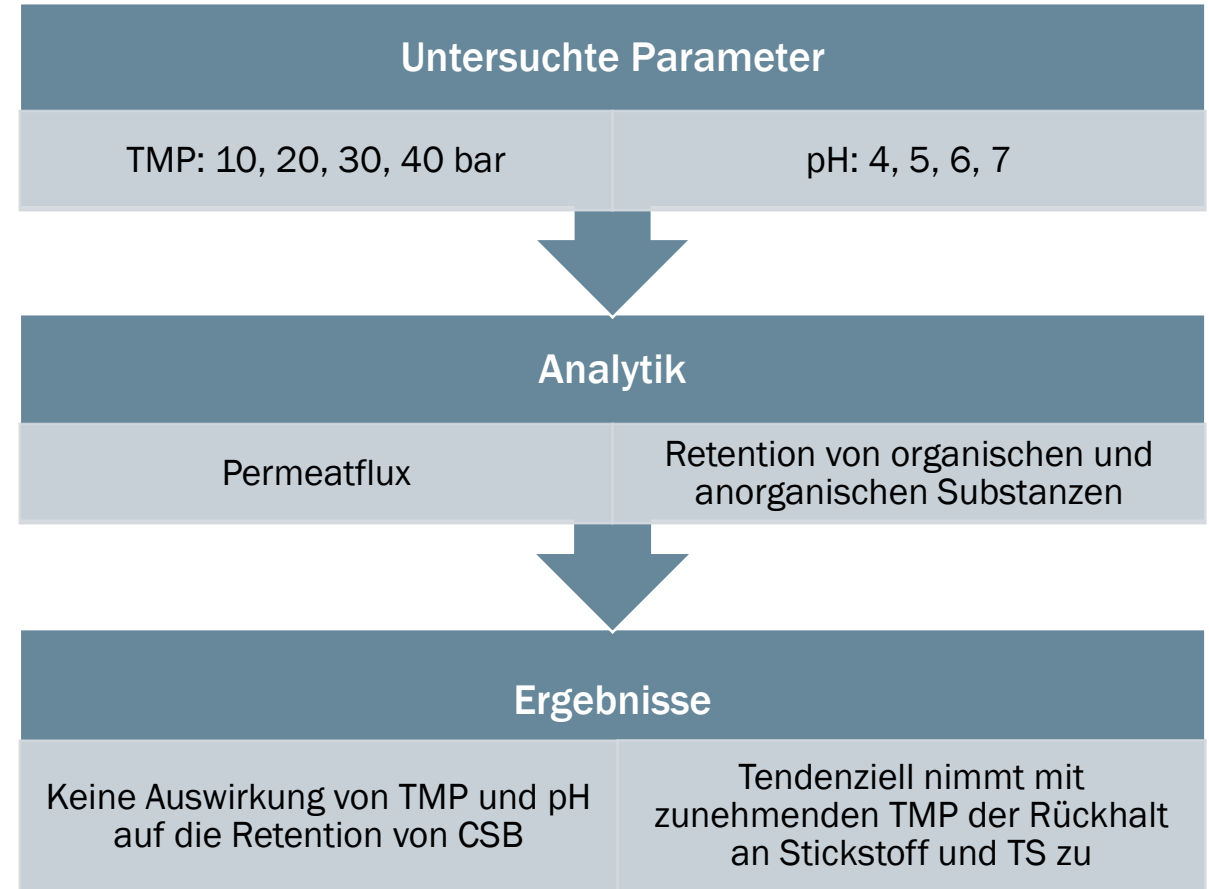 Untersuchte Parameter
TMP: 10, 20, 30, 40 bar
pH: 4, 5, 6, 7
Analytik
Permeatflux
Retention von organischen und
anorganischen Substanzen
Ergebnisse
Keine Auswirkung von TMP und pH
auf die Retention von CSB
Tendenziell nimmt mit
zunehmenden TMP der Rückhalt
an Stickstoff und TS zu